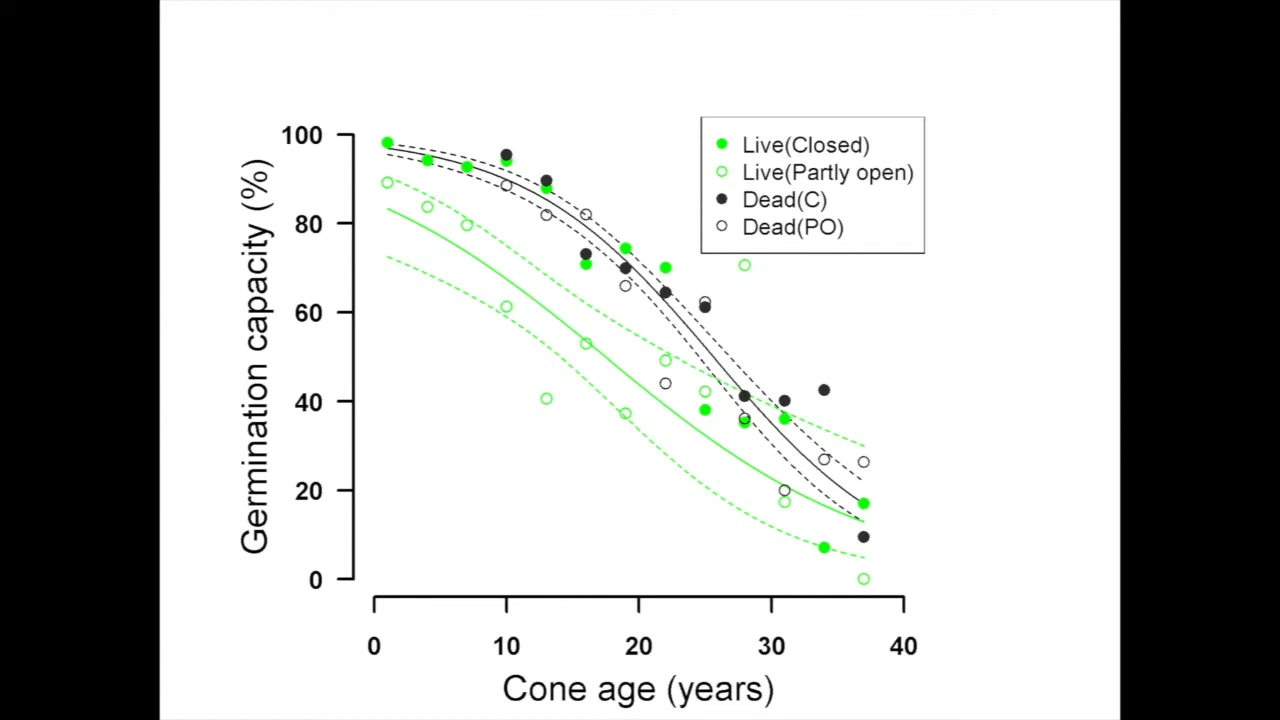 Live(Closed)
Live(Partly open)
Dead(C)
Dead(PO)
Germination capacity (%)
100
80
60
40
20
0
0 10 20 30 40
Cone age (years)